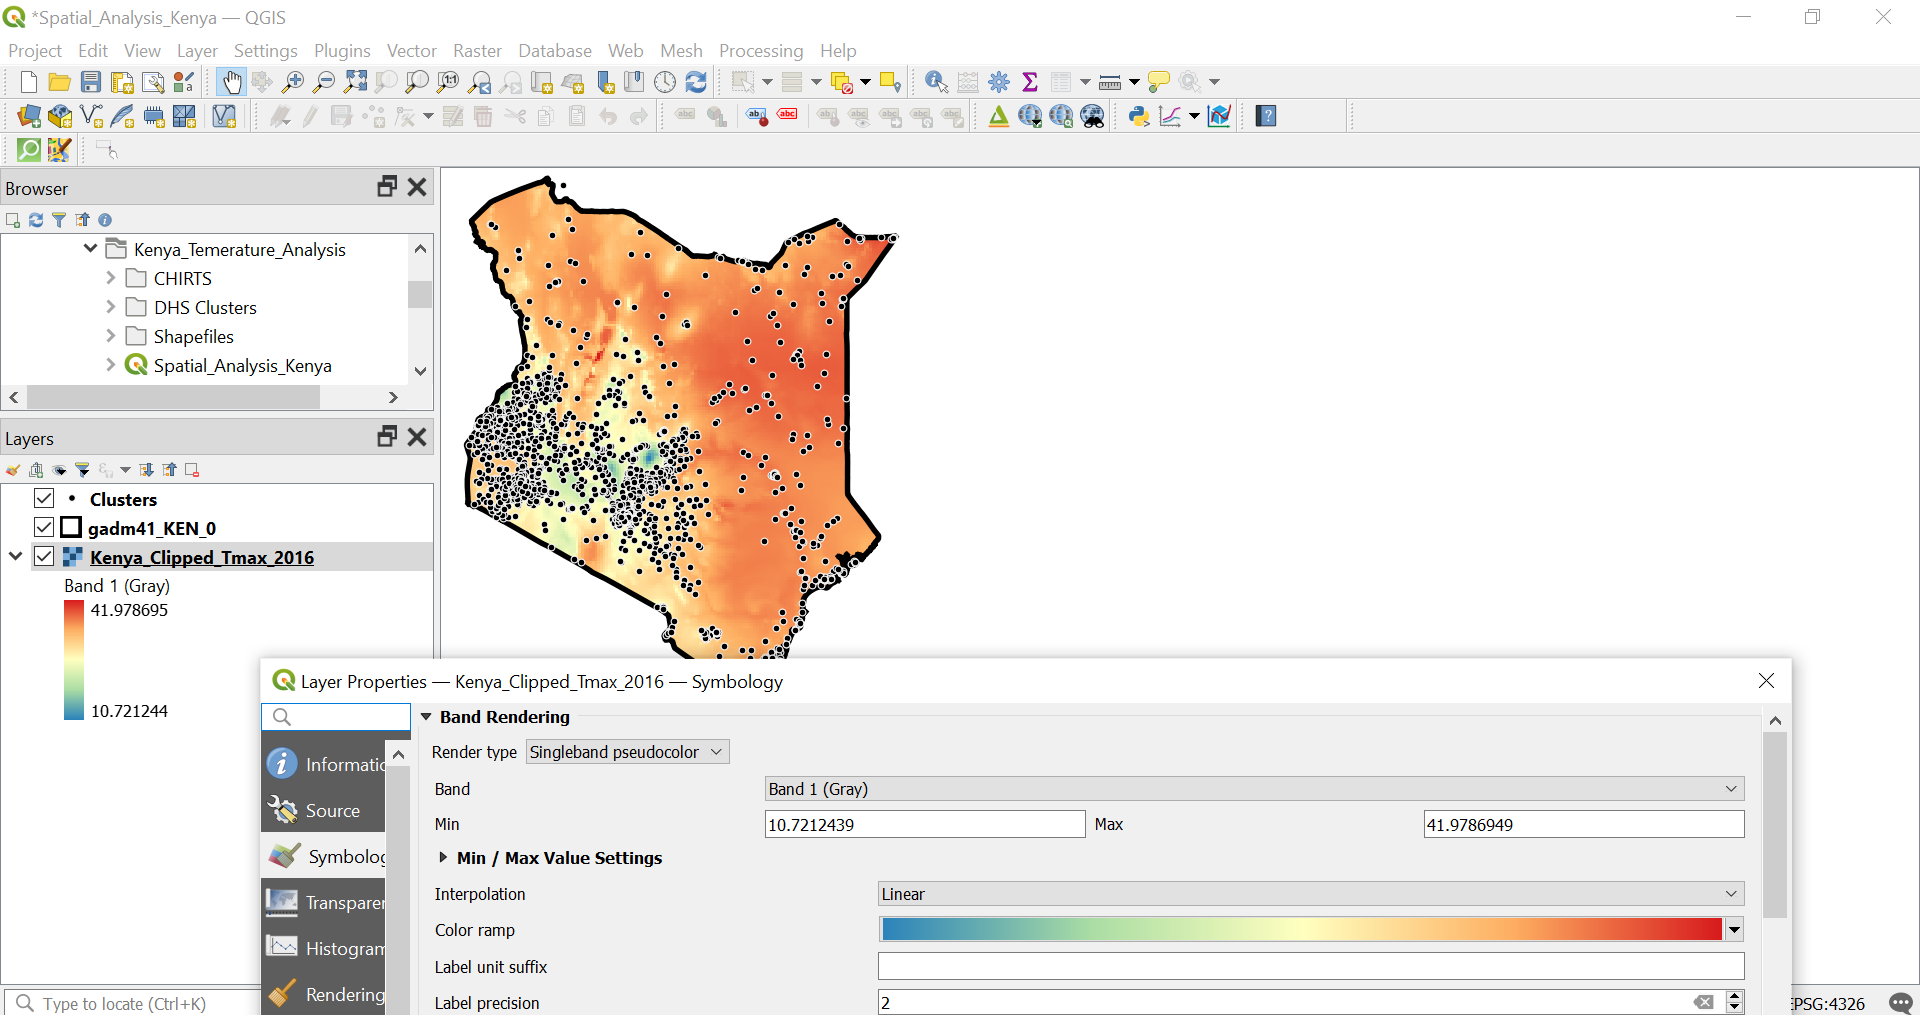 *Spatial_Analysis_Kenya — QGIS
Project Edit View Layer Settings Plugins Vector Raster Database Web Mesh Processing Help
Browser
Kenya_Temerature_Analysis
CHIRTS
DHS Clusters
Shapefiles
Spatial_Analysis_Kenya
Layers
Clusters
gadm41_KEN_0
Kenya_Clipped_Tmax_2016
Band 1 (Gray)
41.978695
10.721244
Layer Properties — Kenya_Clipped_Tmax_2016 — Symbology
Informatic
Source
Symbolog
Transparer
Histogram
Rendering
Band Rendering
Render type Singleband pseudocolor
Band Band 1 (Gray)
Min 10.7212439 Max 41.9786949
Min / Max Value Settings
Interpolation Linear
Color ramp
Label unit suffix
Label precision 2
Type to locate (Ctrl+K)
EPSG:4326